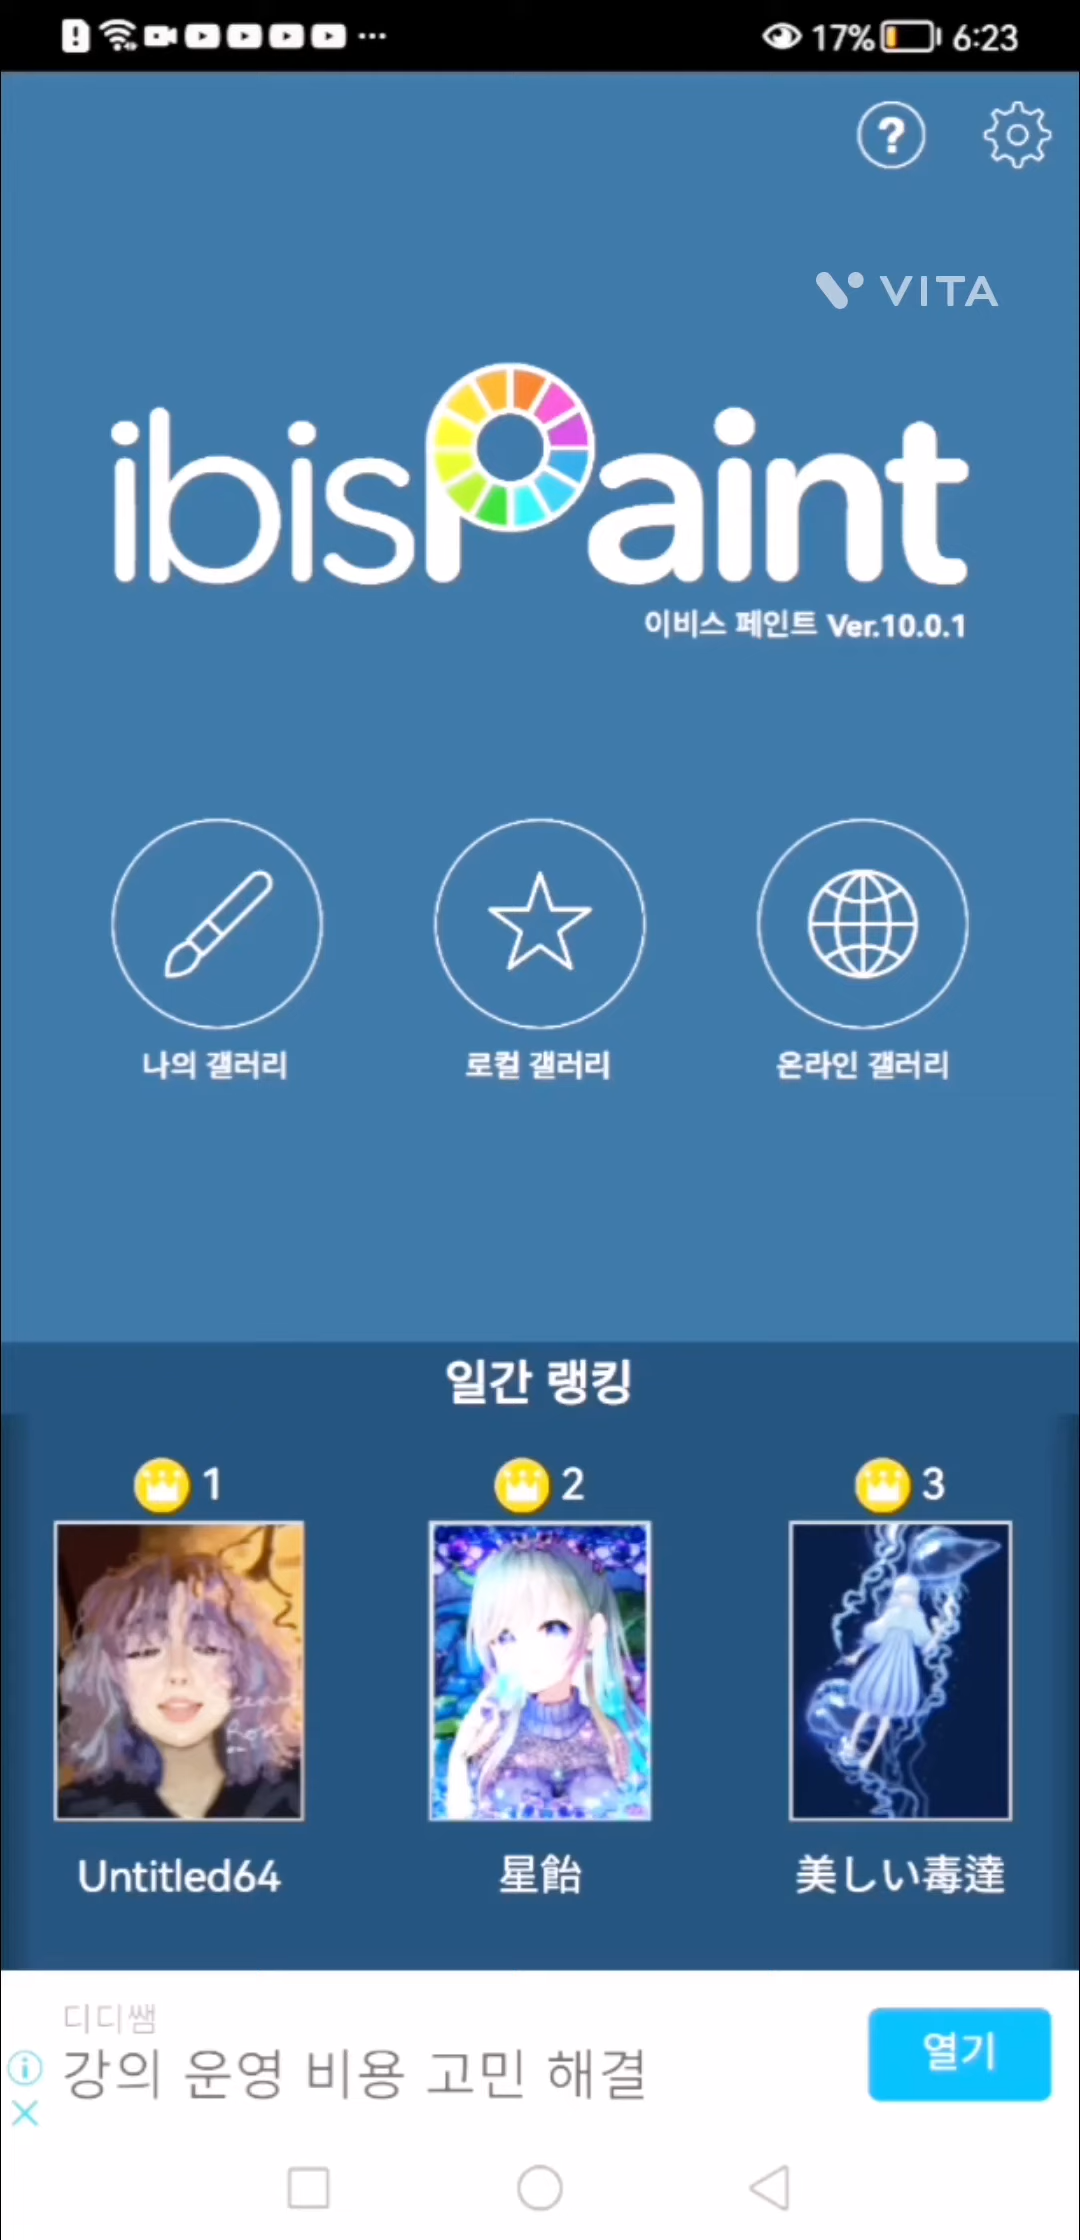 17% 6:23
?
VITA
ibisPaint
이비스 페인트 Ver.10.0.1
나의 갤러리 로컬 갤러리 온라인 갤러리
일간 랭킹
1 2 3
Untitled64 星飴 美しい毒達
디디쌤
강의 운영 비용 고민 해결
열기